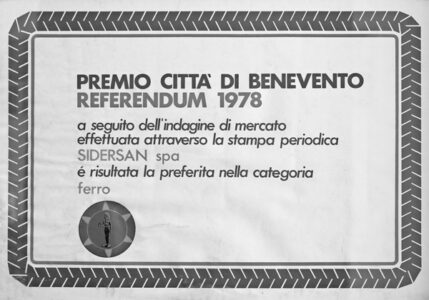 PREMIO CITTA' DI BENEVENTO
REFERENDUM 1978
a seguito dell'indagine di mercato
effettuata attraverso la stampa periodica
SIDERSAN spa
é risultata la preferita nella categoria
ferro